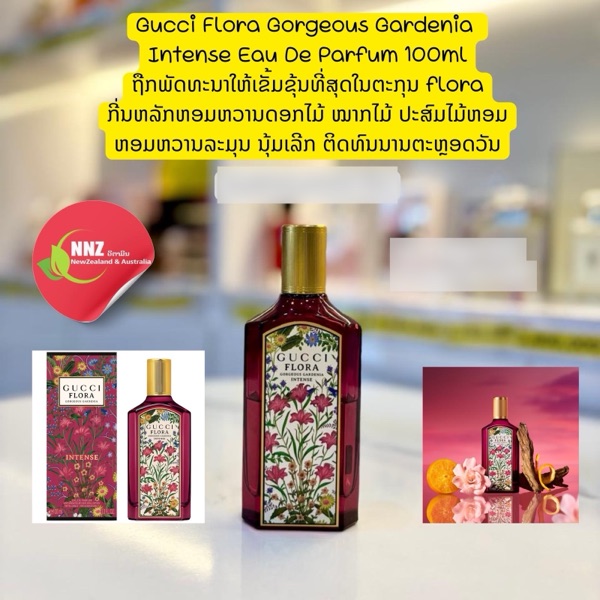 Gucci Flora Gorgeous Gardenia
Intense Eau De Parfum 100ml
ຖືກພັດທະນາໃຫ້ເຂັ້ມຂຸ້ນທີ່ສຸດໃນຕະກຸນ flora
ກິ່ນຫລັກຫອມຫວານດອກໄມ້ ໝາກໄມ້ ປະສົມໄມ້ຫອມ
ຫອມຫວານລະມຸນ ນຸ້ມເລິກ ຕິດທົນນານຕະຫຼອດວັນ
NNZ
NewZealand & Australia
GUCCI
FLORA
GORGEOUS GARDENIA
INTENSE
GUCCI
FLORA
GORGEOUS GARDENIA
INTENSE
GUCCI
FLORA